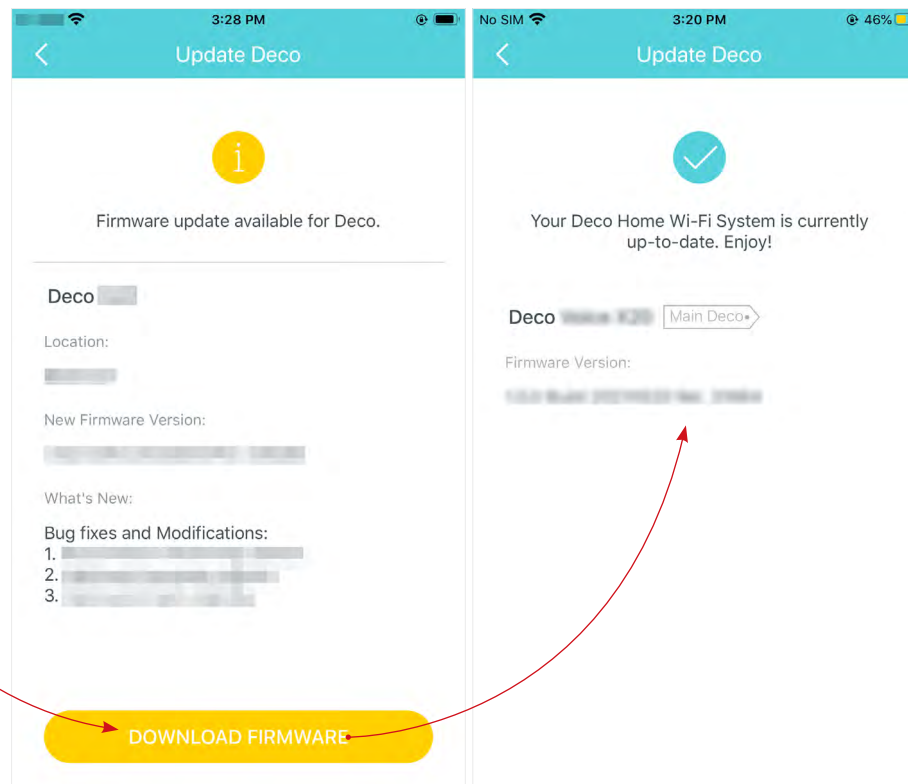 3:28 PM
Update Deco
i
Firmware update available for Deco.
Deco
Location:
New Firmware Version:
What's New:
Bug fixes and Modifications:
1.
2.
3.
DOWNLOAD FIRMWARE
No SIM 3:20 PM 46%
Update Deco
Your Deco Home Wi-Fi System is currently
up-to-date. Enjoy!
Deco Main Deco
Firmware Version: